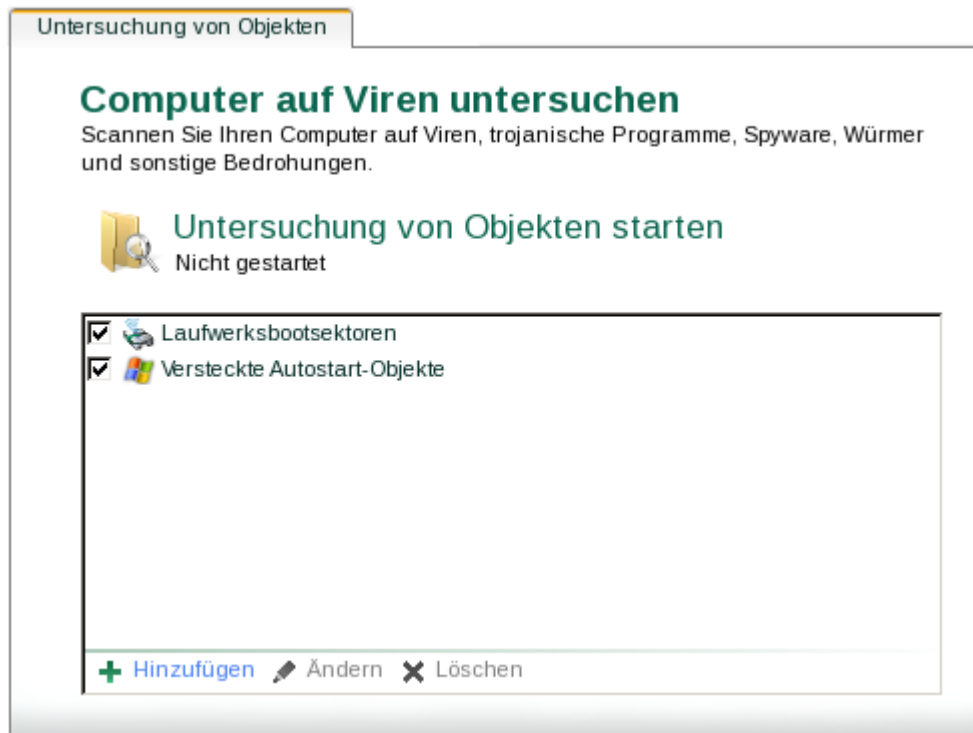 Untersuchung von Objekten
Computer auf Viren untersuchen
Scannen Sie Ihren Computer auf Viren, trojanische Programme, Spyware, Würmer
und sonstige Bedrohungen.
Untersuchung von Objekten starten
Nicht gestartet
Laufwerksbootsektoren
Versteckte Autostart-Objekte
Hinzufügen Ändern Löschen